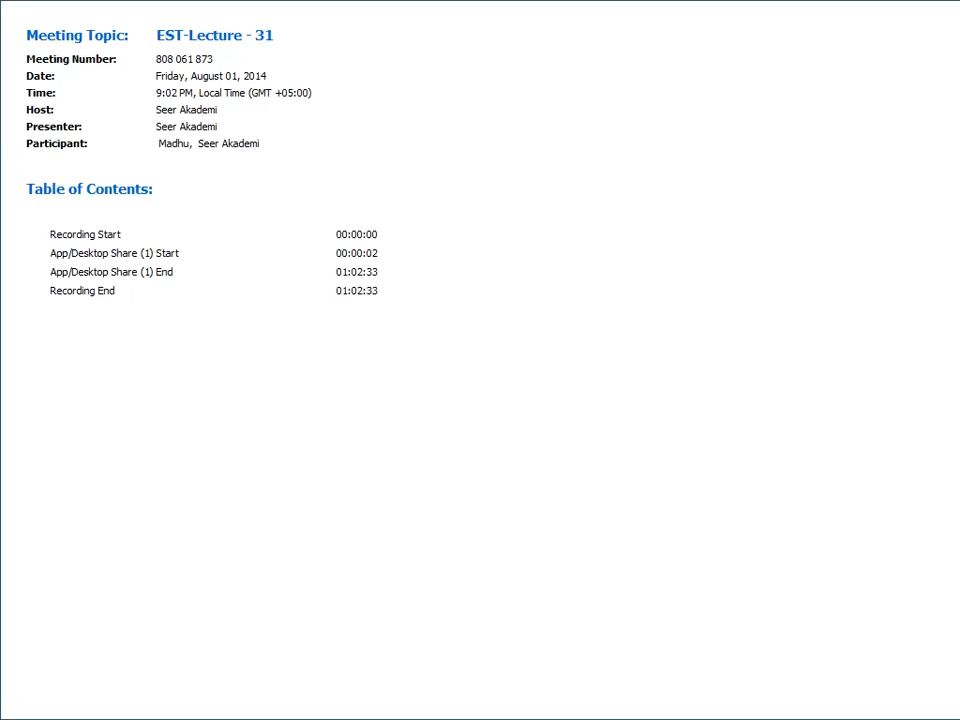 Meeting Topic: EST-Lecture - 31
Meeting Number: 808 061 873
Date: Friday, August 01, 2014
Time: 9:02 PM, Local Time (GMT +05:00)
Host: Seer Akademi
Presenter: Seer Akademi
Participant: Madhu, Seer Akademi
Table of Contents:
Recording Start 00:00:00
App/Desktop Share (1) Start 00:00:02
App/Desktop Share (1) End 01:02:33
Recording End 01:02:33